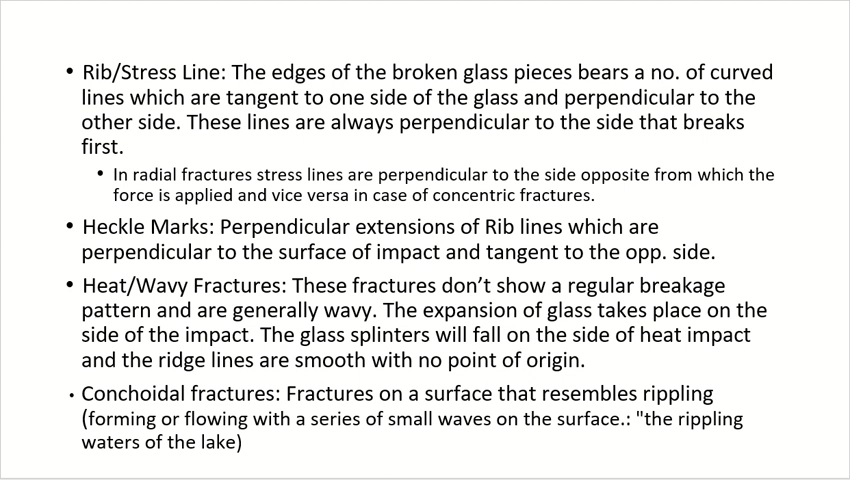 • Rib/Stress Line: The edges of the broken glass pieces bears a no. of curved
lines which are tangent to one side of the glass and perpendicular to the
other side. These lines are always perpendicular to the side that breaks
first.
• In radial fractures stress lines are perpendicular to the side opposite from which the
force is applied and vice versa in case of concentric fractures.
• Heckle Marks: Perpendicular extensions of Rib lines which are
perpendicular to the surface of impact and tangent to the opp. side.
• Heat/Wavy Fractures: These fractures don’t show a regular breakage
pattern and are generally wavy. The expansion of glass takes place on the
side of the impact. The glass splinters will fall on the side of heat impact
and the ridge lines are smooth with no point of origin.
• Conchoidal fractures: Fractures on a surface that resembles rippling
(forming or flowing with a series of small waves on the surface.: "the rippling
waters of the lake)